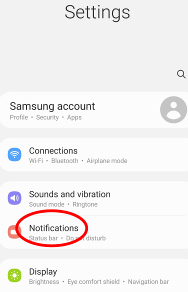 Settings
Samsung account
Profile • Security • Apps
Connections
Wi-Fi • Bluetooth • Airplane mode
Sounds and vibration
Sound mode • Ringtone
Notifications
Status bar • Do not disturb
Display
Brightness • Eye comfort shield • Navigation bar